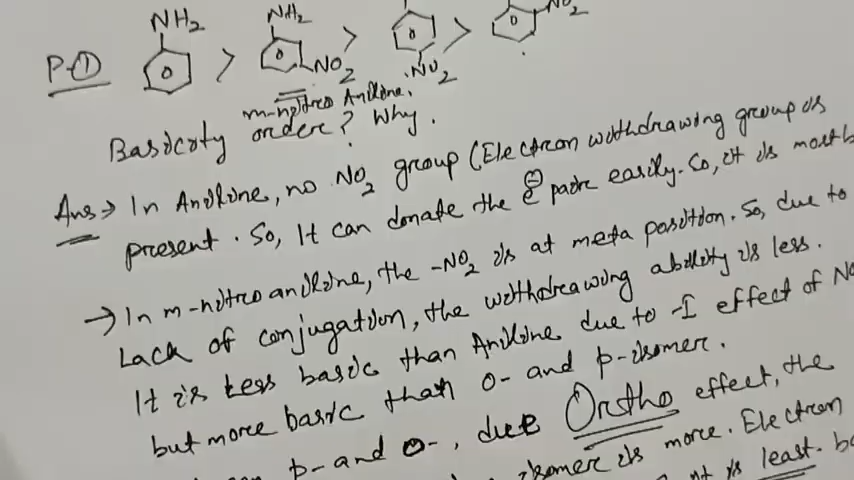 P-① NH2 > NH2 NO2 > NO2 > NO2
m-nitro Aniline.
Basicity order? Why.
Ans → In Aniline, no NO2 group (Electron withdrawing group is
present. So, It can donate the e⊖ pair easily. So, it is most b
→ In m-nitroaniline, the -NO2 is at meta position. So, due to
Lack of conjugation, the withdrawing ability is less.
It is less basic than Aniline due to -I effect of NO
but more basic than o- and p-isomer.
p- and o-, due Ortho effect, the
isomer is more. Electron
is least. b